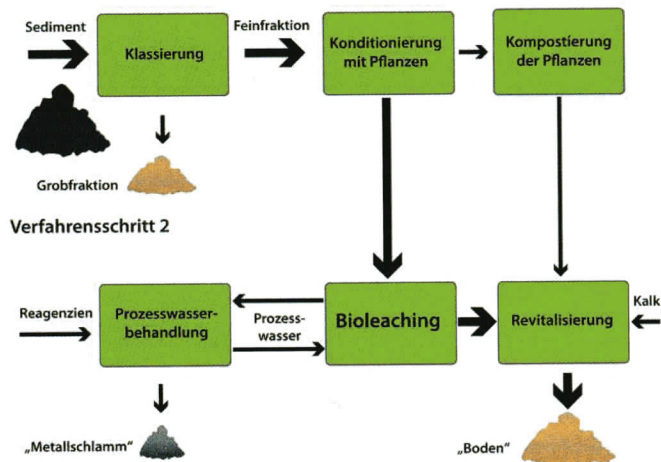 Sediment
Klassierung
Feinfraktion
Konditionierung
mit Pflanzen
Kompostierung
der Pflanzen
Grobfraktion
Verfahrensschritt 2
Reagenzien
Prozesswasser-
behandlung
Prozess-
wasser
Bioleaching
Revitalisierung
Kalk
„Metallschlamm“
„Boden“